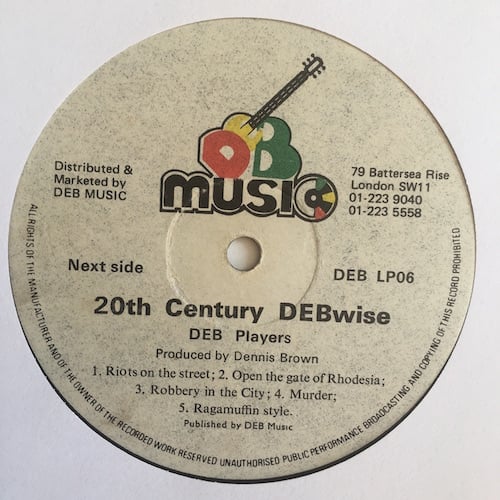 DEB
MUSIC
Distributed &
Marketed by
DEB MUSIC
79 Battersea Rise
London SW11
01-223 9040
01-223 5558
Next side
DEB LP06
20th Century DEBwise
DEB Players
Produced by Dennis Brown
1. Riots on the street; 2. Open the gate of Rhodesia;
3. Robbery in the City; 4. Murder;
5. Ragamuffin style.
Published by DEB Music
ALL RIGHTS OF THE MANUFACTURER AND OF THE OWNER OF THE RECORDED WORK RESERVED UNAUTHORISED PUBLIC PERFORMANCE BROADCASTING AND COPYING OF THIS RECORD PROHIBITED